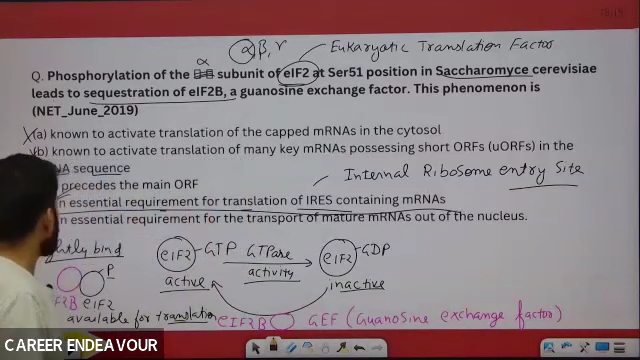 18:19
α β, γ Eukaryotic Translation Factor
α
Q. Phosphorylation of the subunit of eIF2 at Ser51 position in Saccharomyce cerevisiae
leads to sequestration of eIF2B, a guanosine exchange factor. This phenomenon is
(NET_June_2019)
(a) known to activate translation of the capped mRNAs in the cytosol
(b) known to activate translation of many key mRNAs possessing short ORFs (uORFs) in the
sequence
precedes the main ORF
Internal Ribosome entry Site
essential requirement for translation of IRES containing mRNAs
essential requirement for the transport of mature mRNAs out of the nucleus.
bind
eIF2 GTP GTPase eIF2 GDP
activity
active inactive
P
eIF2
available for translation
eIF2B GEF (Guanosine exchange factor)
CAREER ENDEAVOUR